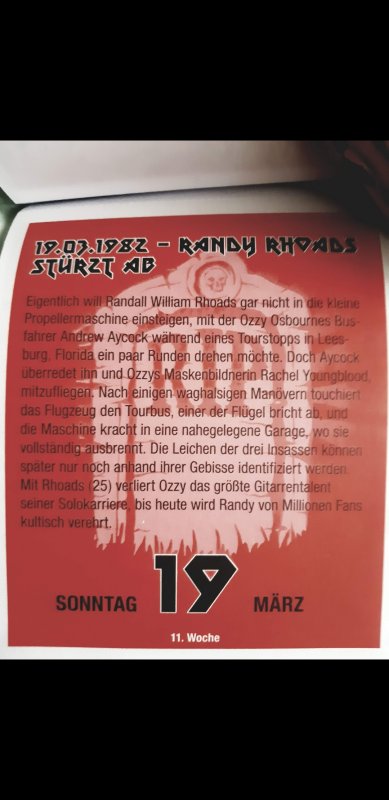 19.03.1982 – RANDY RHOADS
STÜRZT AB
Eigentlich will Randall William Rhoads gar nicht in die kleine
Propellermaschine einsteigen, mit der Ozzy Osbournes Bus-
fahrer Andrew Aycock während eines Tourstopps in Lees-
burg, Florida ein paar Runden drehen möchte. Doch Aycock
überredet ihn und Ozzys Maskenbildnerin Rachel Youngblood,
mitzufliegen. Nach einigen waghalsigen Manövern touchiert
das Flugzeug den Tourbus, einer der Flügel bricht ab, und
die Maschine kracht in eine nahegelegene Garage, wo sie
vollständig ausbrennt. Die Leichen der drei Insassen können
später nur noch anhand ihrer Gebisse identifiziert werden.
Mit Rhoads (25) verliert Ozzy das größte Gitarrentalent
seiner Solokarriere, bis heute wird Randy von Millionen Fans
kultisch verehrt.
SONNTAG 19 MÄRZ
11. Woche